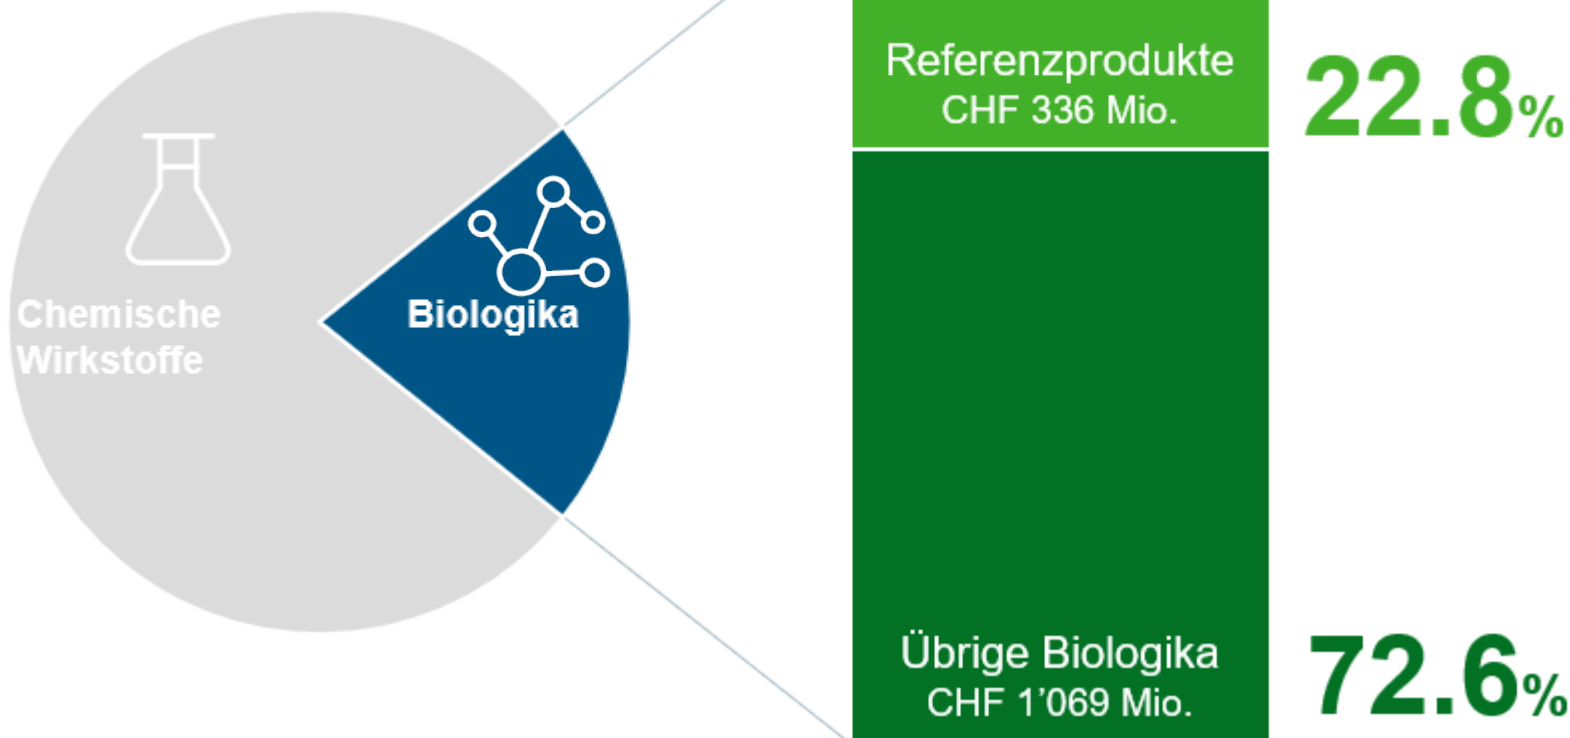 Referenzprodukte
CHF 336 Mio.
22.8%
Chemische
Wirkstoffe
Biologika
Übrige Biologika
CHF 1’069 Mio.
72.6%